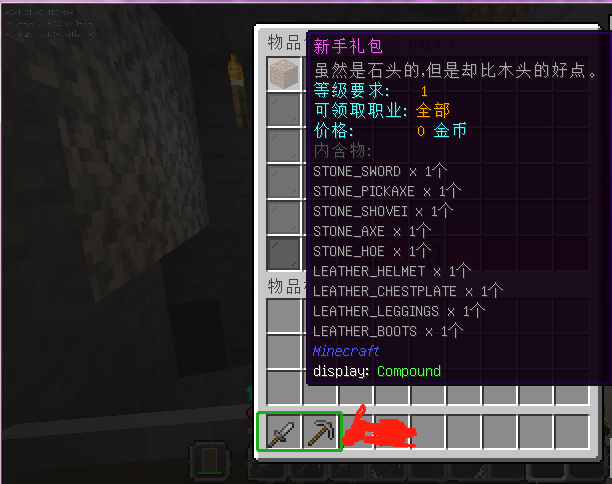 物品
新手礼包
虽然是石头的,但是却比木头的好点。
等级要求: 1
可领取职业: 全部
价格: 0 金币
内含物:
STONE_SWORD x 1个
STONE_PICKAXE x 1个
STONE_SHOVEl x 1个
STONE_AXE x 1个
STONE_HOE x 1个
LEATHER_HELMET x 1个
LEATHER_CHESTPLATE x 1个
LEATHER_LEGGINGS x 1个
LEATHER_BOOTS x 1个
物品
Minecraft
display: Compound